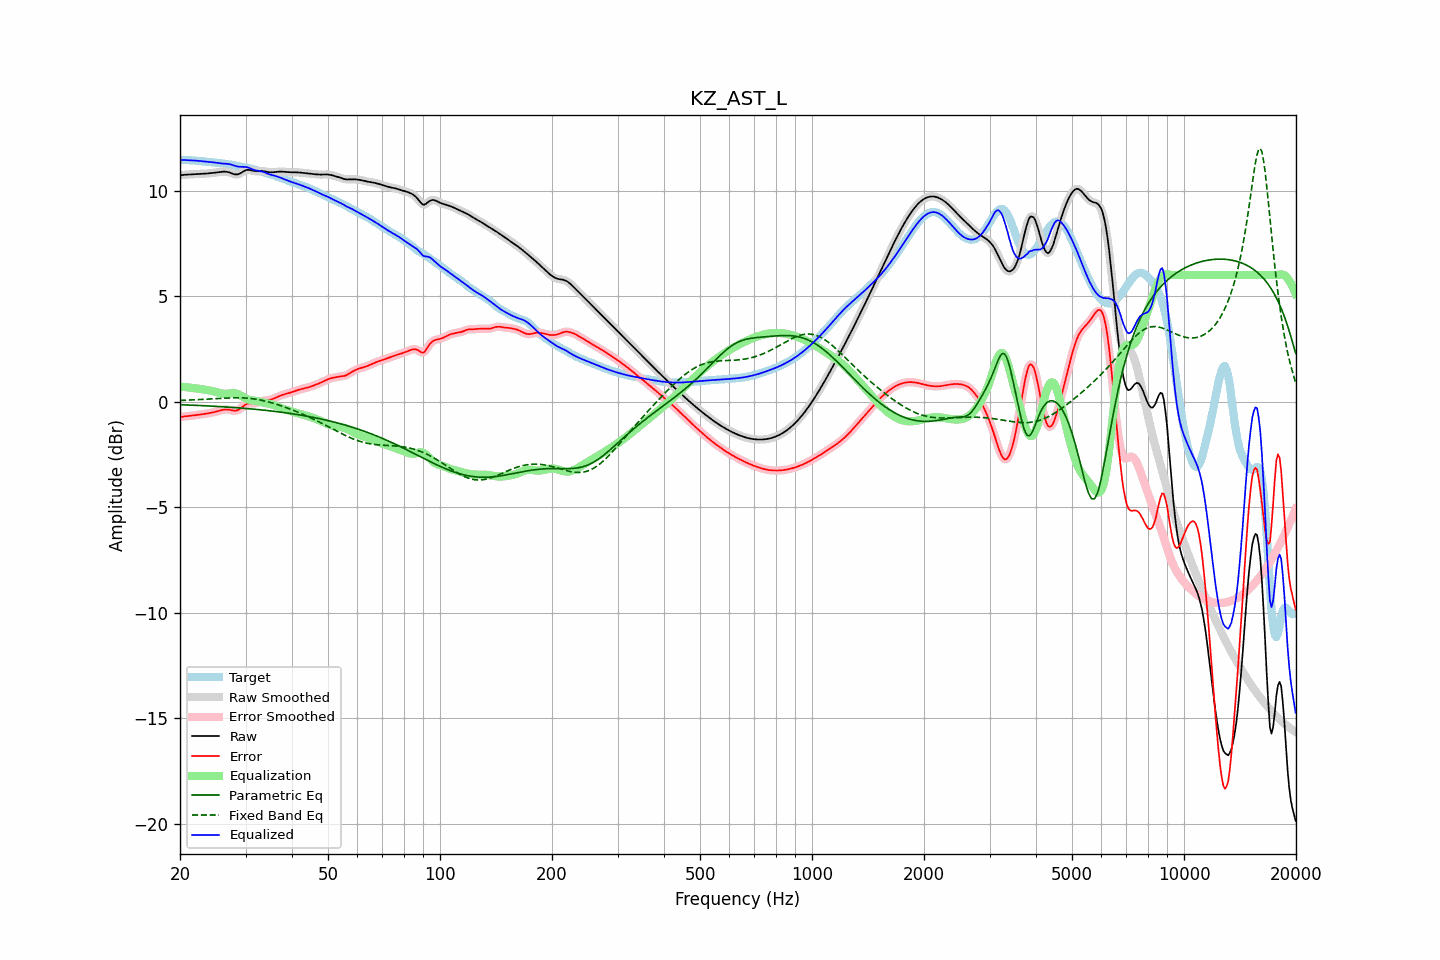 KZ_AST_L
Amplitude (dBr)
10
5
0
−5
−10
−15
−20
Target
Raw Smoothed
Error Smoothed
Raw
Error
Equalization
Parametric Eq
Fixed Band Eq
Equalized
20 50 100 200 500 1000 2000 5000 10000 20000
Frequency (Hz)